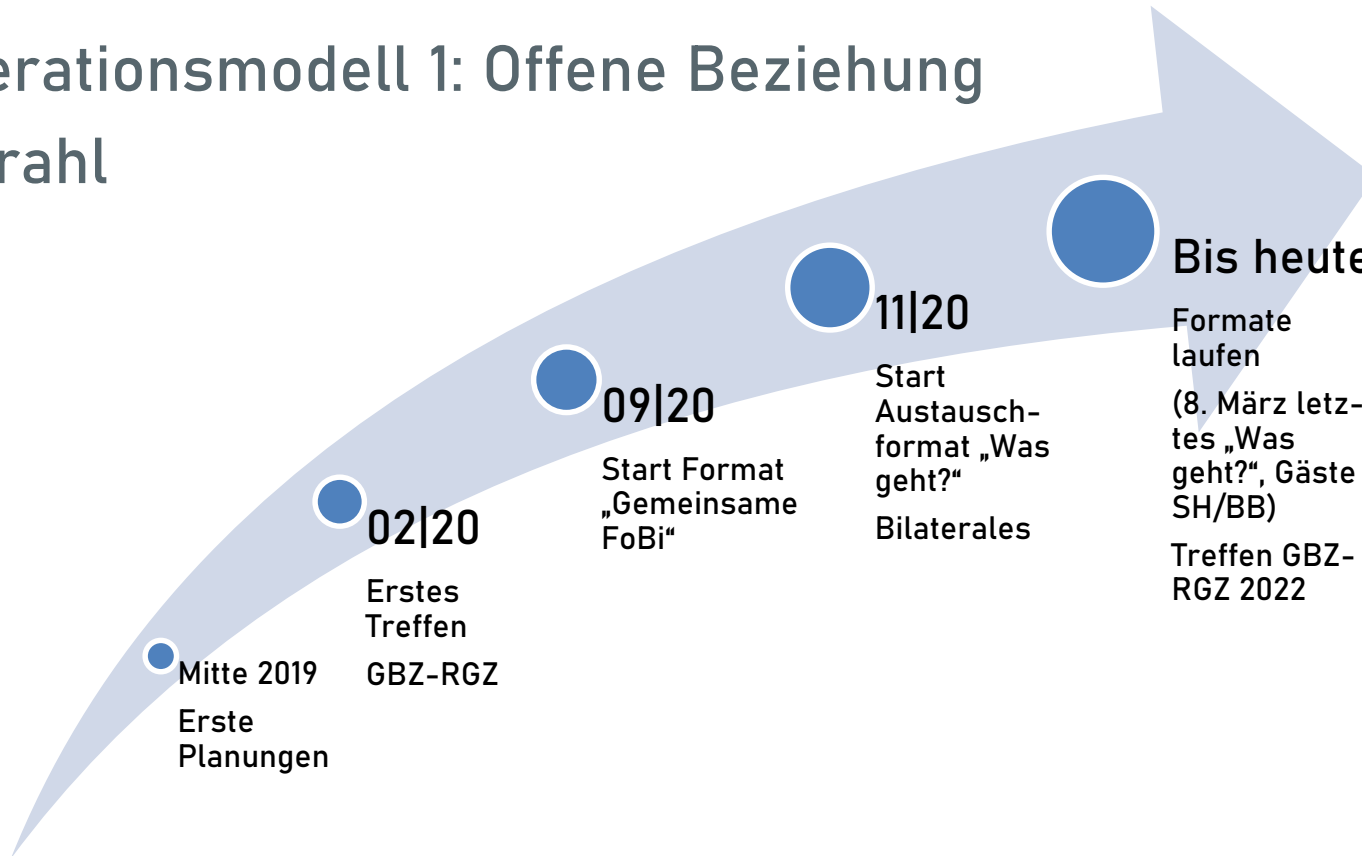 erationsmodell 1: Offene Beziehung
rahl
Mitte 2019
Erste
Planungen
02|20
Erstes
Treffen
GBZ-RGZ
09|20
Start Format
„Gemeinsame
FoBi“
11|20
Start
Austausch-
format „Was
geht?“
Bilaterales
Bis heute
Formate
laufen
(8. März letz-
tes „Was
geht?“, Gäste
SH/BB)
Treffen GBZ-
RGZ 2022